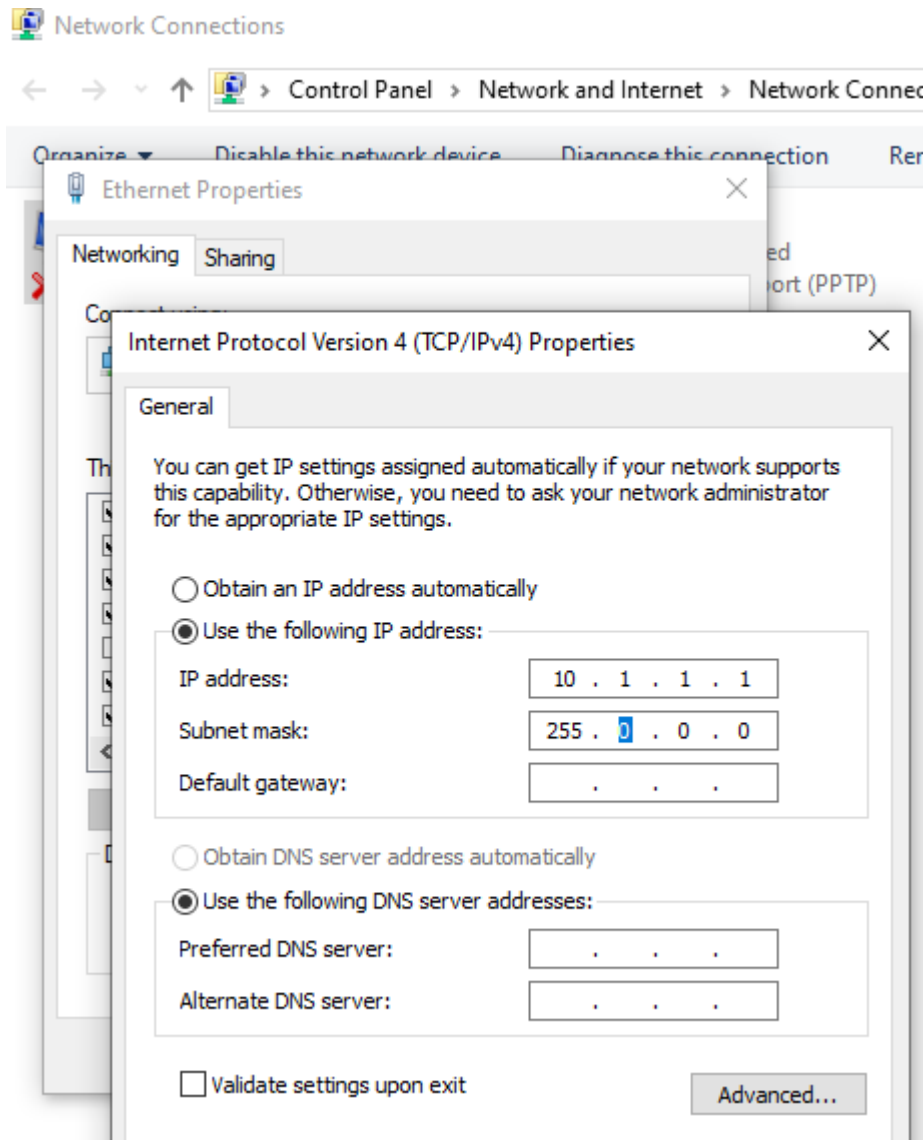 Network Connections
Control Panel > Network and Internet > Network Connec
Organize Disable this network device Diagnose this connection Rer
Ethernet Properties
Networking Sharing
ed
ort (PPTP)
Internet Protocol Version 4 (TCP/IPv4) Properties
General
Th
You can get IP settings assigned automatically if your network supports
this capability. Otherwise, you need to ask your network administrator
for the appropriate IP settings.
Obtain an IP address automatically
Use the following IP address:
IP address: 10 . 1 . 1 . 1
Subnet mask: 255 . 0 . 0 . 0
Default gateway: . . .
Obtain DNS server address automatically
Use the following DNS server addresses:
Preferred DNS server: . . .
Alternate DNS server: . . .
Validate settings upon exit
Advanced...